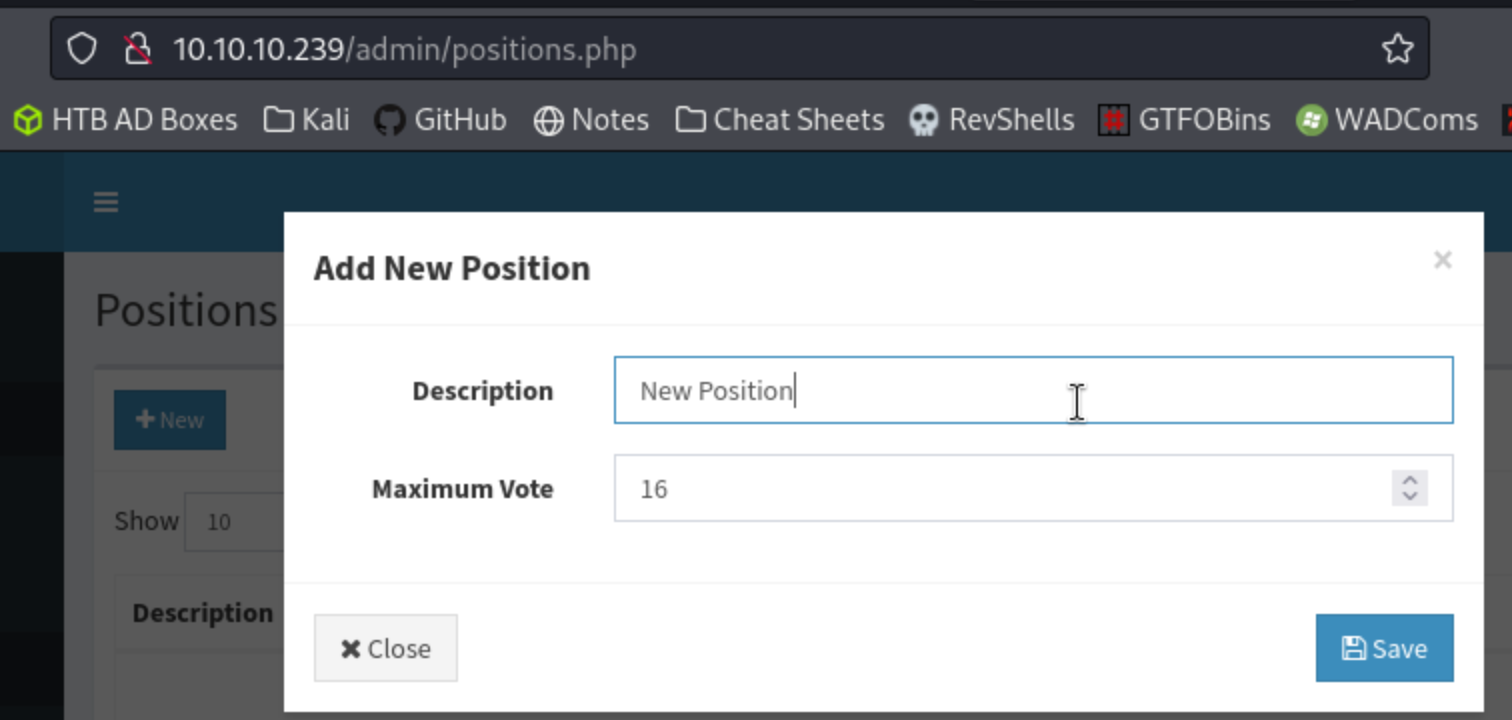 10.10.10.239/admin/positions.php
HTB AD Boxes Kali GitHub Notes Cheat Sheets RevShells GTFOBins WADComs
Add New Position
×
Positions
Description New Position
New
Maximum Vote 16
Show 10
Description
Close Save